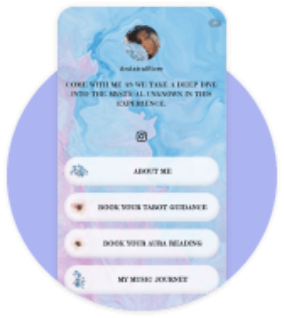 COME WITH ME AS WE TAKE A DEEP DIVE
INTO THE MYSTICAL UNKNOWN IN THIS
EXPERIENCE.
ABOUT ME
BOOK YOUR TAROT GUIDANCE
BOOK YOUR AURA READING
MY MUSIC JOURNEY